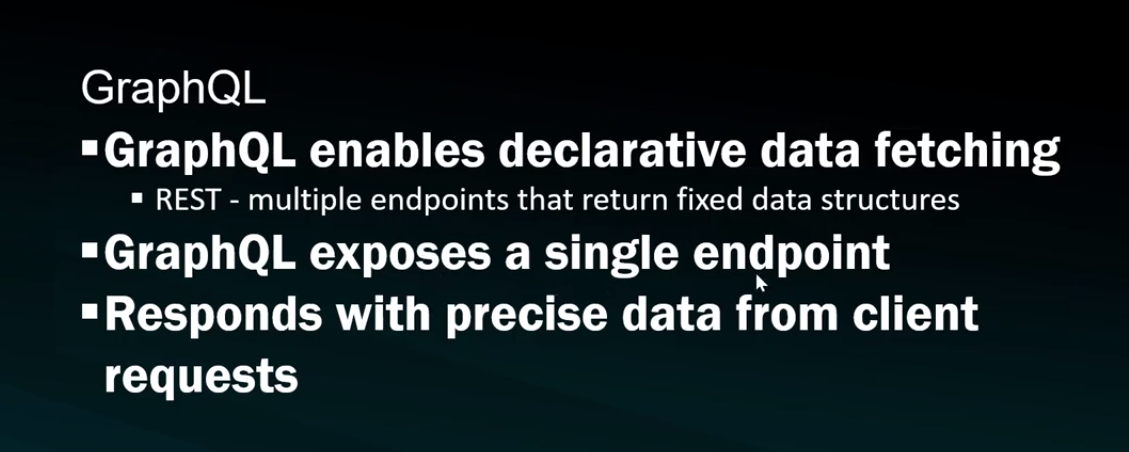 GraphQL
▪GraphQL enables declarative data fetching
▪ REST - multiple endpoints that return fixed data structures
▪GraphQL exposes a single endpoint
▪Responds with precise data from client
requests